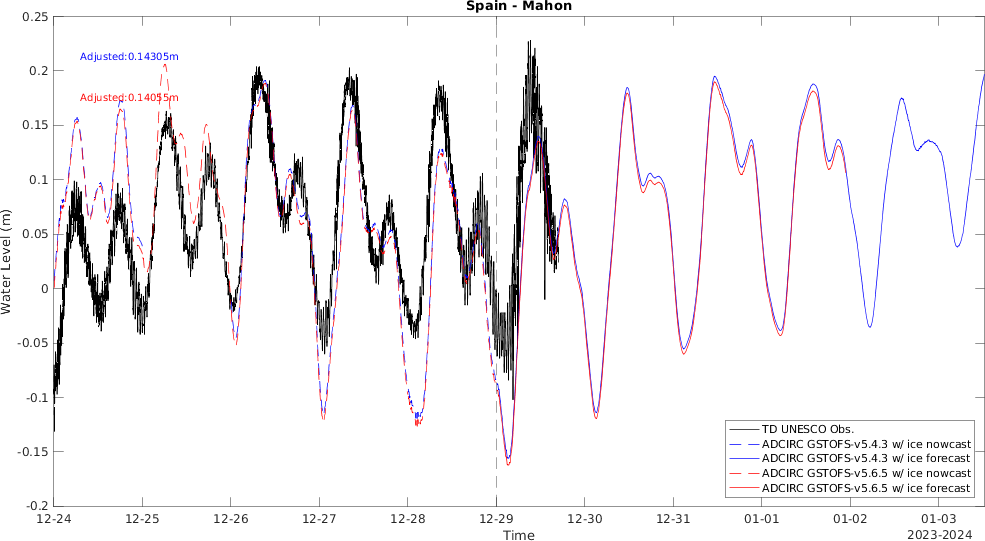 Spain - Mahon
0.25
0.2
0.15
0.1
0.05
0
-0.05
-0.1
-0.15
-0.2
Water Level (m)
Adjusted:0.14305m
Adjusted:0.14055m
TD UNESCO Obs.
ADCIRC GSTOFS-v5.4.3 w/ ice nowcast
ADCIRC GSTOFS-v5.4.3 w/ ice forecast
ADCIRC GSTOFS-v5.6.5 w/ ice nowcast
ADCIRC GSTOFS-v5.6.5 w/ ice forecast
12-24 12-25 12-26 12-27 12-28 12-29 12-30 12-31 01-01 01-02 01-03
Time
2023-2024